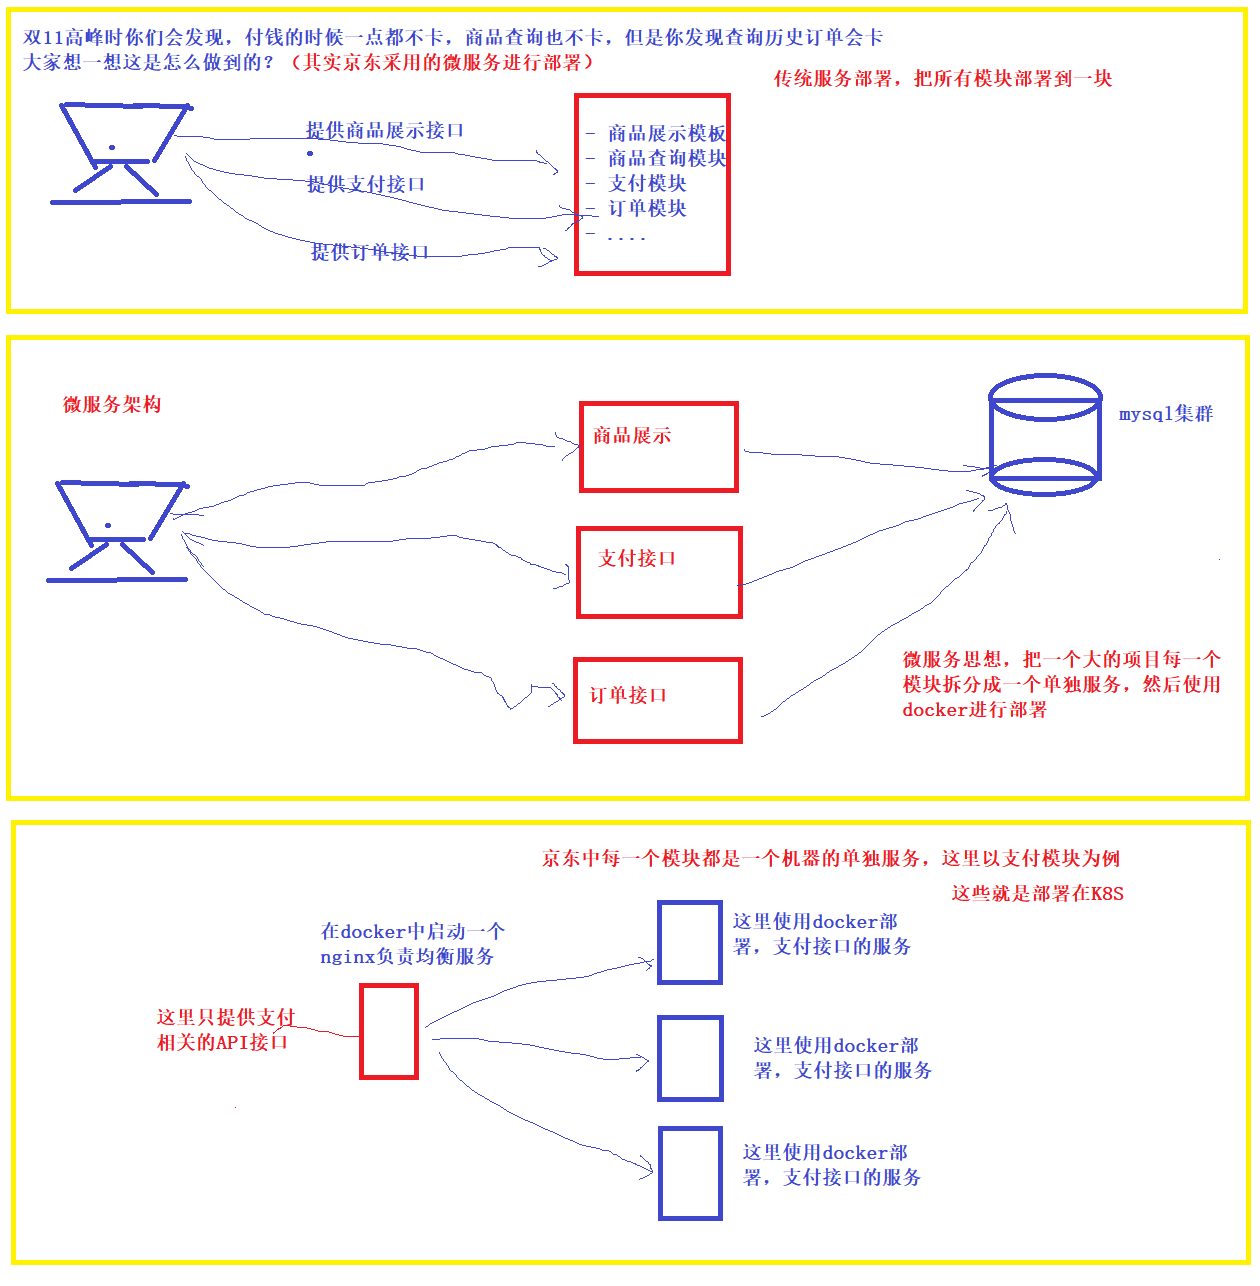 双11高峰时你们会发现，付钱的时候一点都不卡，商品查询也不卡，但是你发现查询历史订单会卡
大家想一想这是怎么做到的？（其实京东采用的微服务进行部署）
传统服务部署，把所有模块部署到一块
提供商品展示接口
提供支付接口
提供订单接口
- 商品展示模板
- 商品查询模块
- 支付模块
- 订单模块
- ....
微服务架构
商品展示
支付接口
订单接口
mysql集群
微服务思想，把一个大的项目每一个
模块拆分成一个单独服务，然后使用
docker进行部署
京东中每一个模块都是一个机器的单独服务，这里以支付模块为例
这些就是部署在K8S
在docker中启动一个
nginx负责均衡服务
这里只提供支付
相关的API接口
这里使用docker部
署，支付接口的服务
这里使用docker部
署，支付接口的服务
这里使用docker部
署，支付接口的服务